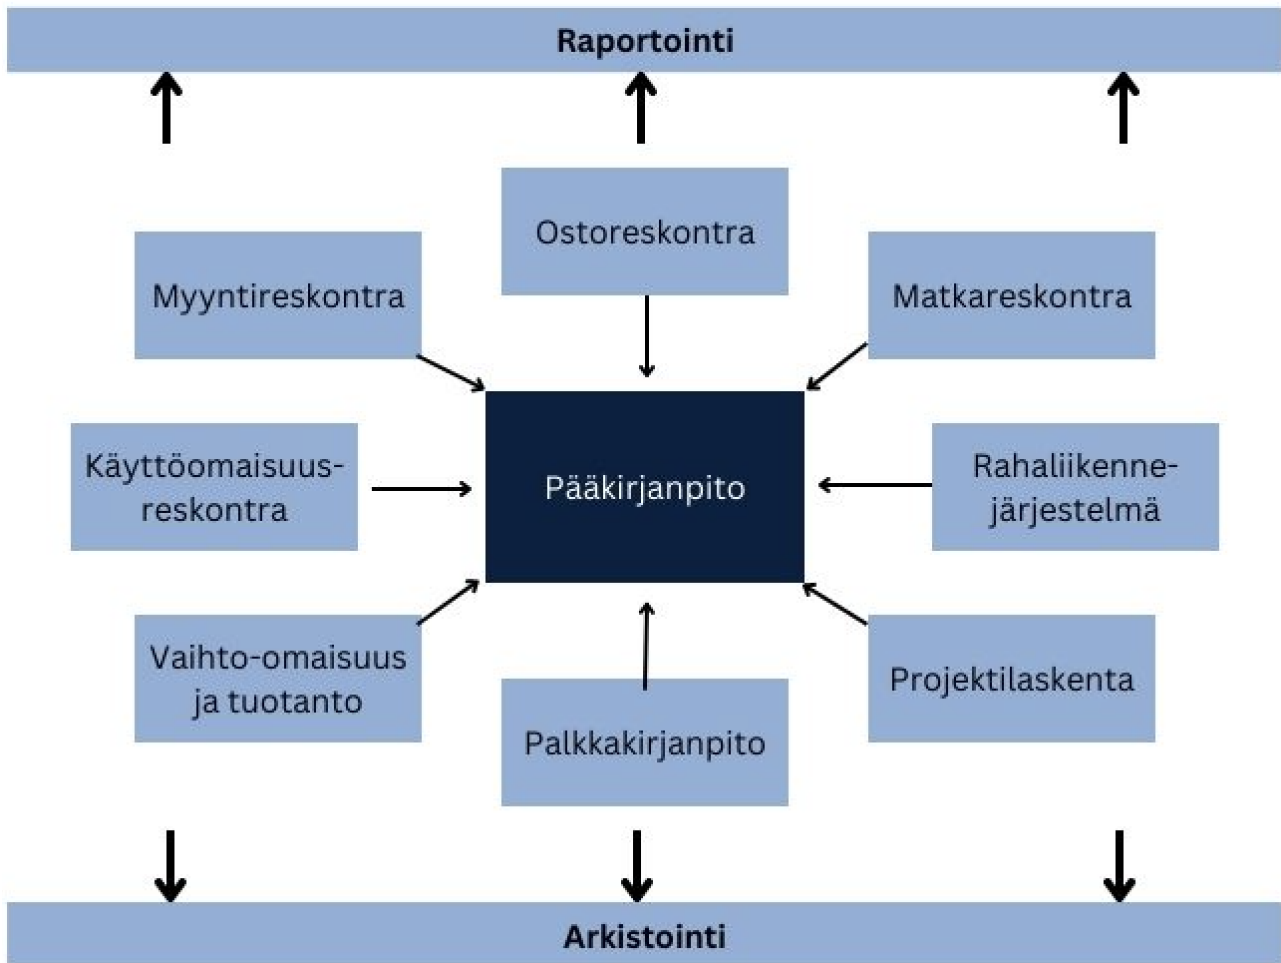 Raportointi
Ostoreskontra
Myyntireskontra
Matkareskontra
Käyttöomaisuus-
reskontra
Pääkirjanpito
Rahaliikenne-
järjestelmä
Vaihto-omaisuus
ja tuotanto
Palkkakirjanpito
Projektilaskenta
Arkistointi